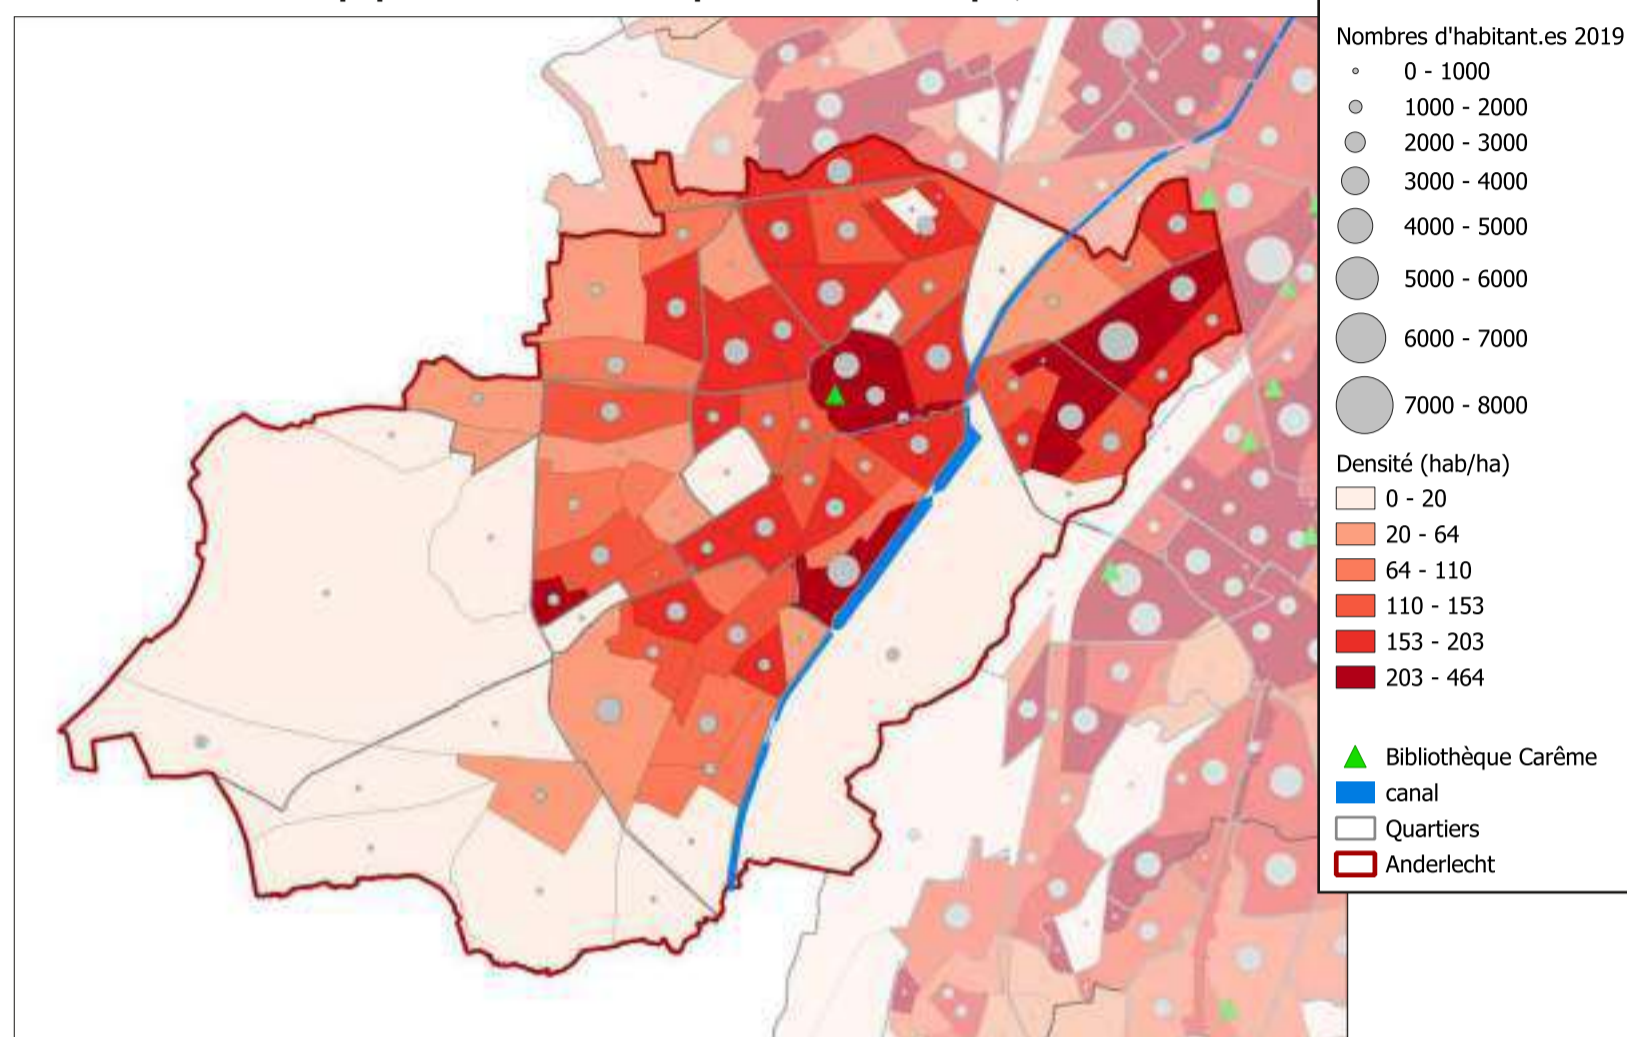 Nombres d'habitant.es 2019
0 - 1000
1000 - 2000
2000 - 3000
3000 - 4000
4000 - 5000
5000 - 6000
6000 - 7000
7000 - 8000
Densité (hab/ha)
0 - 20
20 - 64
64 - 110
110 - 153
153 - 203
203 - 464
Bibliothèque Carême
canal
Quartiers
Anderlecht